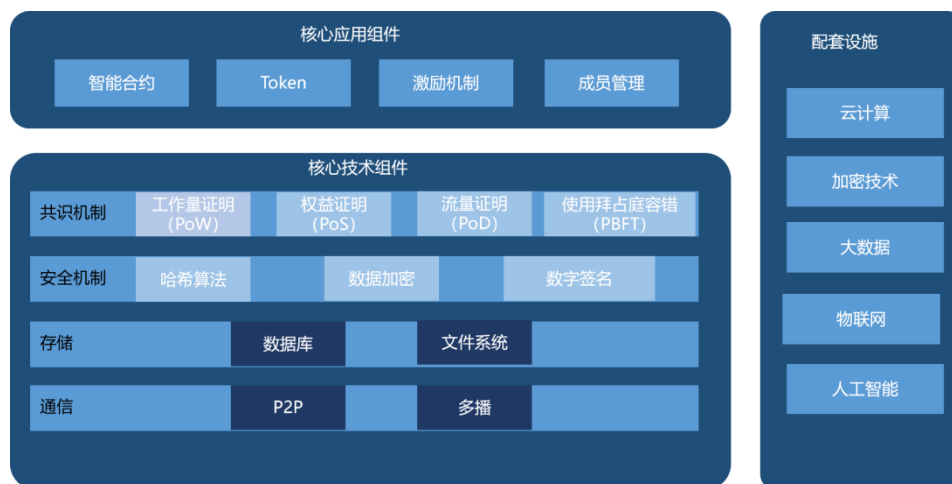 核心应用组件
智能合约
Token
激励机制
成员管理
核心技术组件
共识机制
工作量证明
(PoW)
权益证明
(PoS)
流量证明
(PoD)
使用拜占庭容错
(PBFT)
安全机制
哈希算法
数据加密
数字签名
存储
数据库
文件系统
通信
P2P
多播
配套设施
云计算
加密技术
大数据
物联网
人工智能